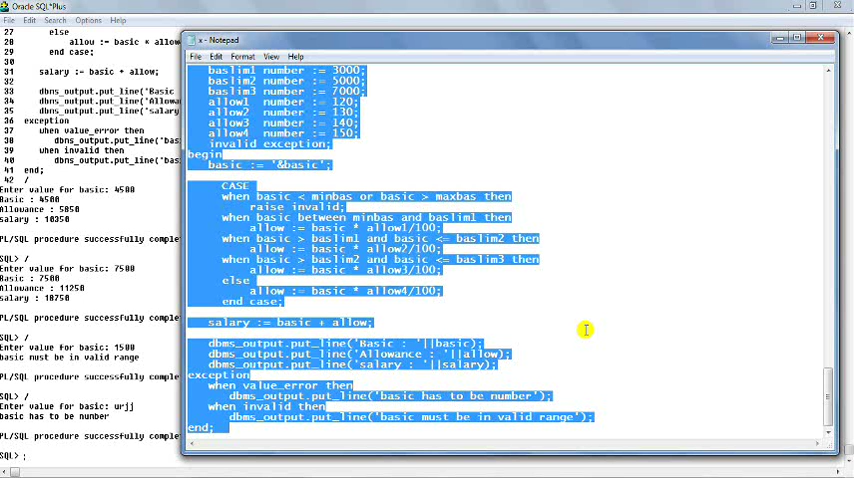 Oracle SQL*Plus
File Edit Search Options Help
27 else
28 allow := basic * allow
29 end case;
30
31 salary := basic + allow;
32
33 dbms_output.put_line('Basic
34 dbms_output.put_line('Allowanc
35 dbms_output.put_line('salary
36 exception
37 when value_error then
38 dbms_output.put_line('bas
39 when invalid then
40 dbms_output.put_line('bas
41 end;
42 /
Enter value for basic: 4500
Basic : 4500
Allowance : 5850
salary : 10350
PL/SQL procedure successfully complet
SQL> /
Enter value for basic: 7500
Basic : 7500
Allowance : 11250
salary : 18750
PL/SQL procedure successfully complet
SQL> /
Enter value for basic: 1500
basic must be in valid range
PL/SQL procedure successfully complet
SQL> /
Enter value for basic: urjj
basic has to be number
PL/SQL procedure successfully complet
SQL> ;
x - Notepad
File Edit Format View Help
baslim1 number := 3000;
baslim2 number := 5000;
baslim3 number := 7000;
allow1 number := 120;
allow2 number := 130;
allow3 number := 140;
allow4 number := 150;
invalid exception;
begin
basic := '&basic';
CASE
when basic < minbas or basic > maxbas then
raise invalid;
when basic between minbas and baslim1 then
allow := basic * allow1/100;
when basic > baslim1 and basic <= baslim2 then
allow := basic * allow2/100;
when basic > baslim2 and basic <= baslim3 then
allow := basic * allow3/100;
else
allow := basic * allow4/100;
end case;
salary := basic + allow;
dbms_output.put_line('Basic : '||basic);
dbms_output.put_line('Allowance : '||allow);
dbms_output.put_line('salary : '||salary);
exception
when value_error then
dbms_output.put_line('basic has to be number');
when invalid then
dbms_output.put_line('basic must be in valid range');
end;